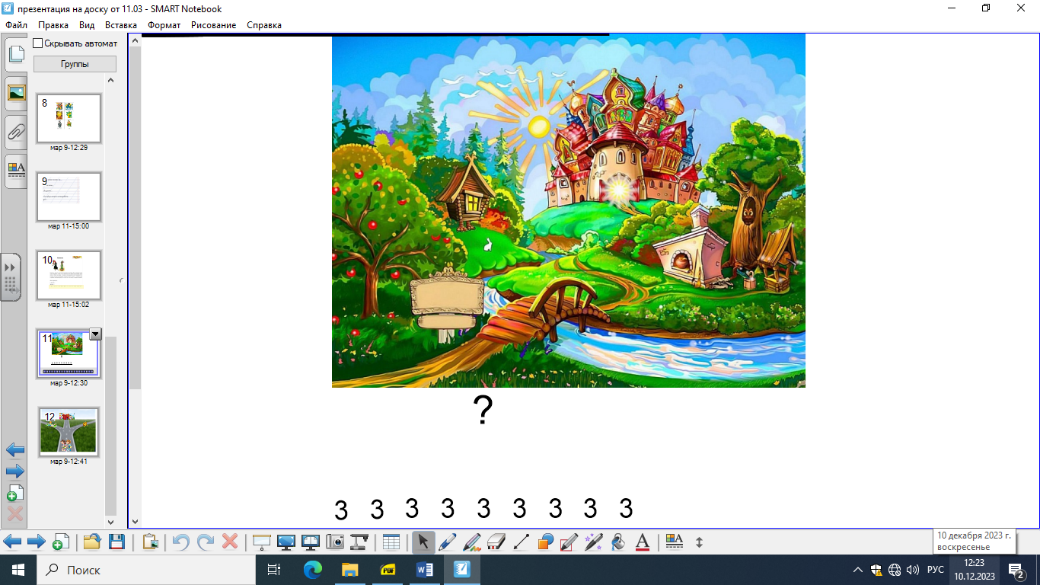 презентация на доску от 11.03 - SMART Notebook
Файл Правка Вид Вставка Формат Рисование Справка
Скрывать автомат
Группы
8
мар 9-12:29
9
мар 11-15:00
10
мар 11-15:02
11
мар 9-12:30
12
мар 9-12:41
?
3 3 3 3 3 3 3 3 3
10 декабря 2023 г.
воскресенье
Поиск
РУС
12:23
10.12.2023
2